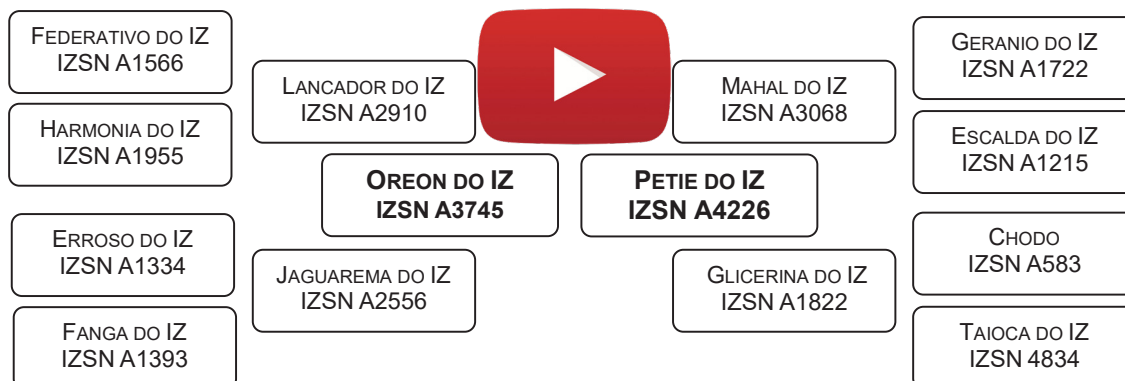 FEDERATIVO DO IZ
IZSN A1566
HARMONIA DO IZ
IZSN A1955
ERROSO DO IZ
IZSN A1334
FANGA DO IZ
IZSN A1393
LANCADOR DO IZ
IZSN A2910
JAGUAREMA DO IZ
IZSN A2556
OREON DO IZ
IZSN A3745
PETIE DO IZ
IZSN A4226
MAHAL DO IZ
IZSN A3068
GLICERINA DO IZ
IZSN A1822
GERANIO DO IZ
IZSN A1722
ESCALDA DO IZ
IZSN A1215
CHODO
IZSN A583
TAIOCA DO IZ
IZSN 4834